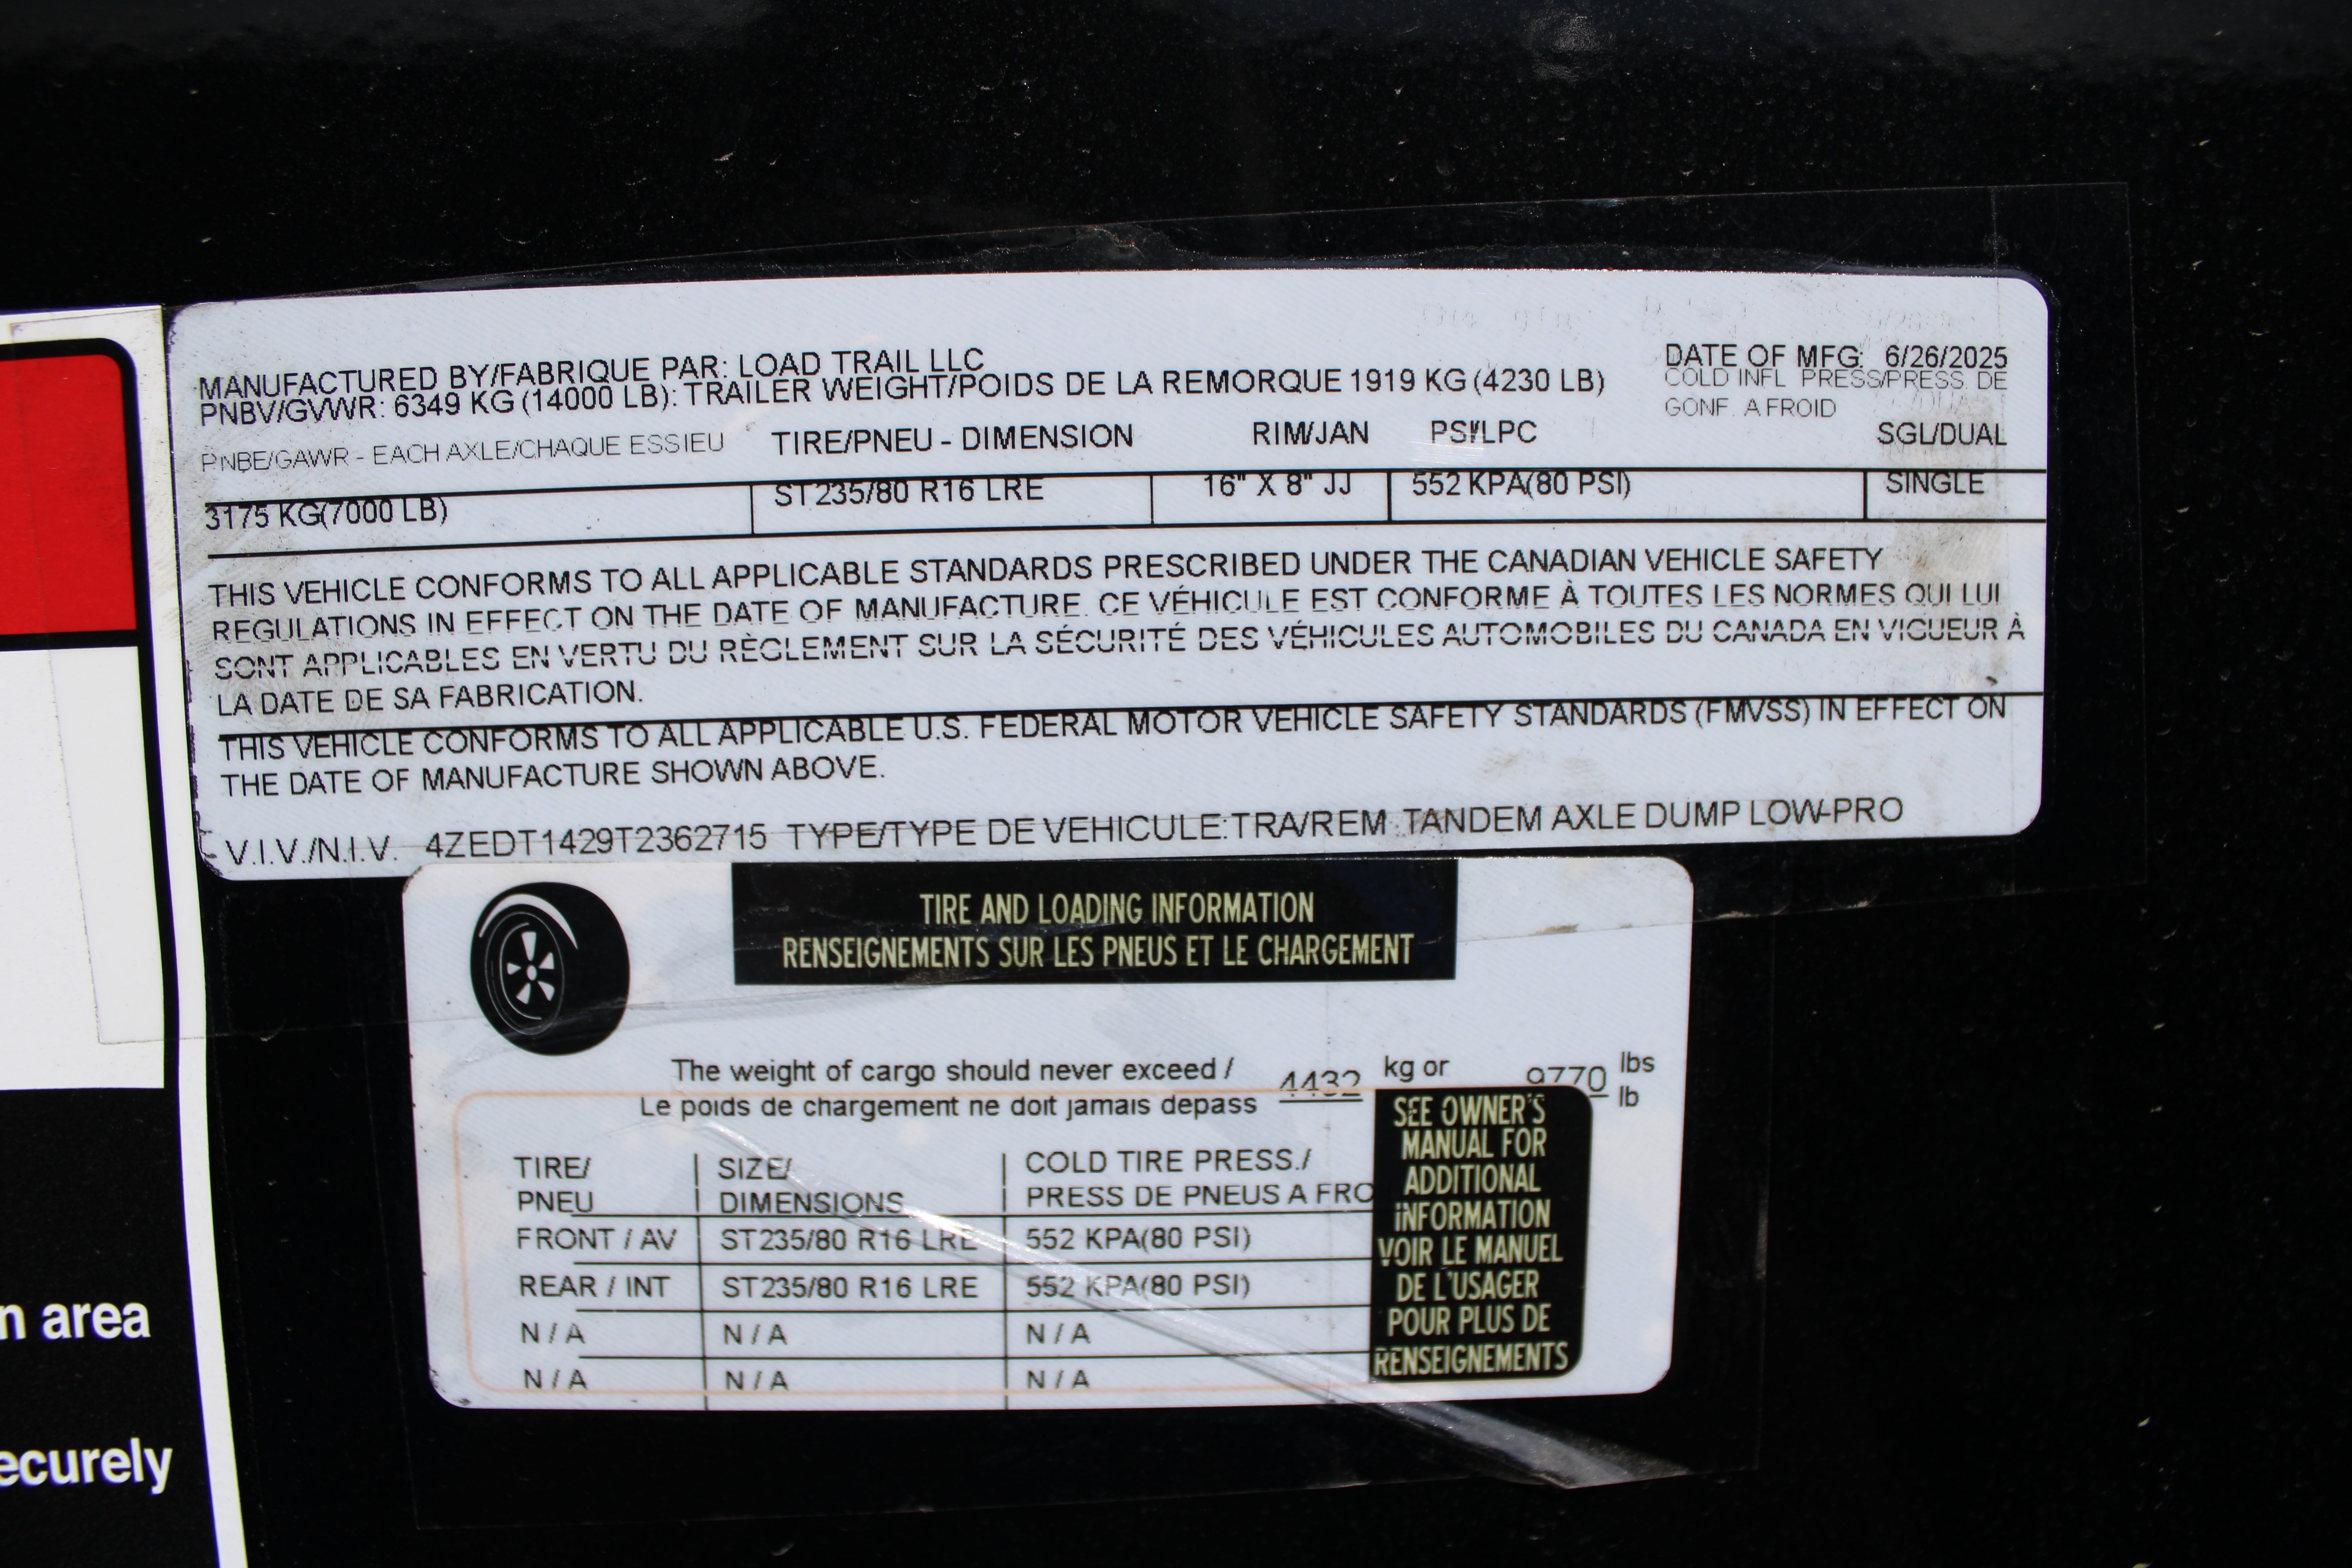 MANUFACTURED BY/FABRIQUE PAR: LOAD TRAIL LLC
DATE OF MFG: 6/26/2025
PNBV/GVWR: 6349 KG (14000 LB): TRAILER WEIGHT/POIDS DE LA REMORQUE 1919 KG (4230 LB)
COLD INFL PRESS/PRESS. DE
GONF. A FROID
PNBE/GAWR - EACH AXLE/CHAQUE ESSIEU TIRE/PNEU - DIMENSION RIM/JAN PSI/LPC SGL/DUAL
3175 KG(7000 LB) ST235/80 R16 LRE 16" X 8" JJ 552 KPA(80 PSI) SINGLE
THIS VEHICLE CONFORMS TO ALL APPLICABLE STANDARDS PRESCRIBED UNDER THE CANADIAN VEHICLE SAFETY
REGULATIONS IN EFFECT ON THE DATE OF MANUFACTURE. CE VÉHICULE EST CONFORME À TOUTES LES NORMES QUI LUI
SONT APPLICABLES EN VERTU DU RÈGLEMENT SUR LA SÉCURITÉ DES VÉHICULES AUTOMOBILES DU CANADA EN VIGUEUR À
LA DATE DE SA FABRICATION.
THIS VEHICLE CONFORMS TO ALL APPLICABLE U.S. FEDERAL MOTOR VEHICLE SAFETY STANDARDS (FMVSS) IN EFFECT ON
THE DATE OF MANUFACTURE SHOWN ABOVE.
V.I.V./N.I.V. 4ZEDT1429T2362715 TYPE/TYPE DE VEHICULE:TRA/REM TANDEM AXLE DUMP LOW-PRO
TIRE AND LOADING INFORMATION
RENSEIGNEMENTS SUR LES PNEUS ET LE CHARGEMENT
The weight of cargo should never exceed / 4432 kg or 9770 lbs
Le poids de chargement ne doit jamais depass lb
TIRE/ SIZE/ COLD TIRE PRESS./
PNEU DIMENSIONS PRESS DE PNEUS A FRO
FRONT / AV ST235/80 R16 LRE 552 KPA(80 PSI)
REAR / INT ST235/80 R16 LRE 552 KPA(80 PSI)
N / A N / A N / A
N / A N / A N / A
SEE OWNER'S
MANUAL FOR
ADDITIONAL
INFORMATION
VOIR LE MANUEL
DE L'USAGER
POUR PLUS DE
RENSEIGNEMENTS
n area
ecurely